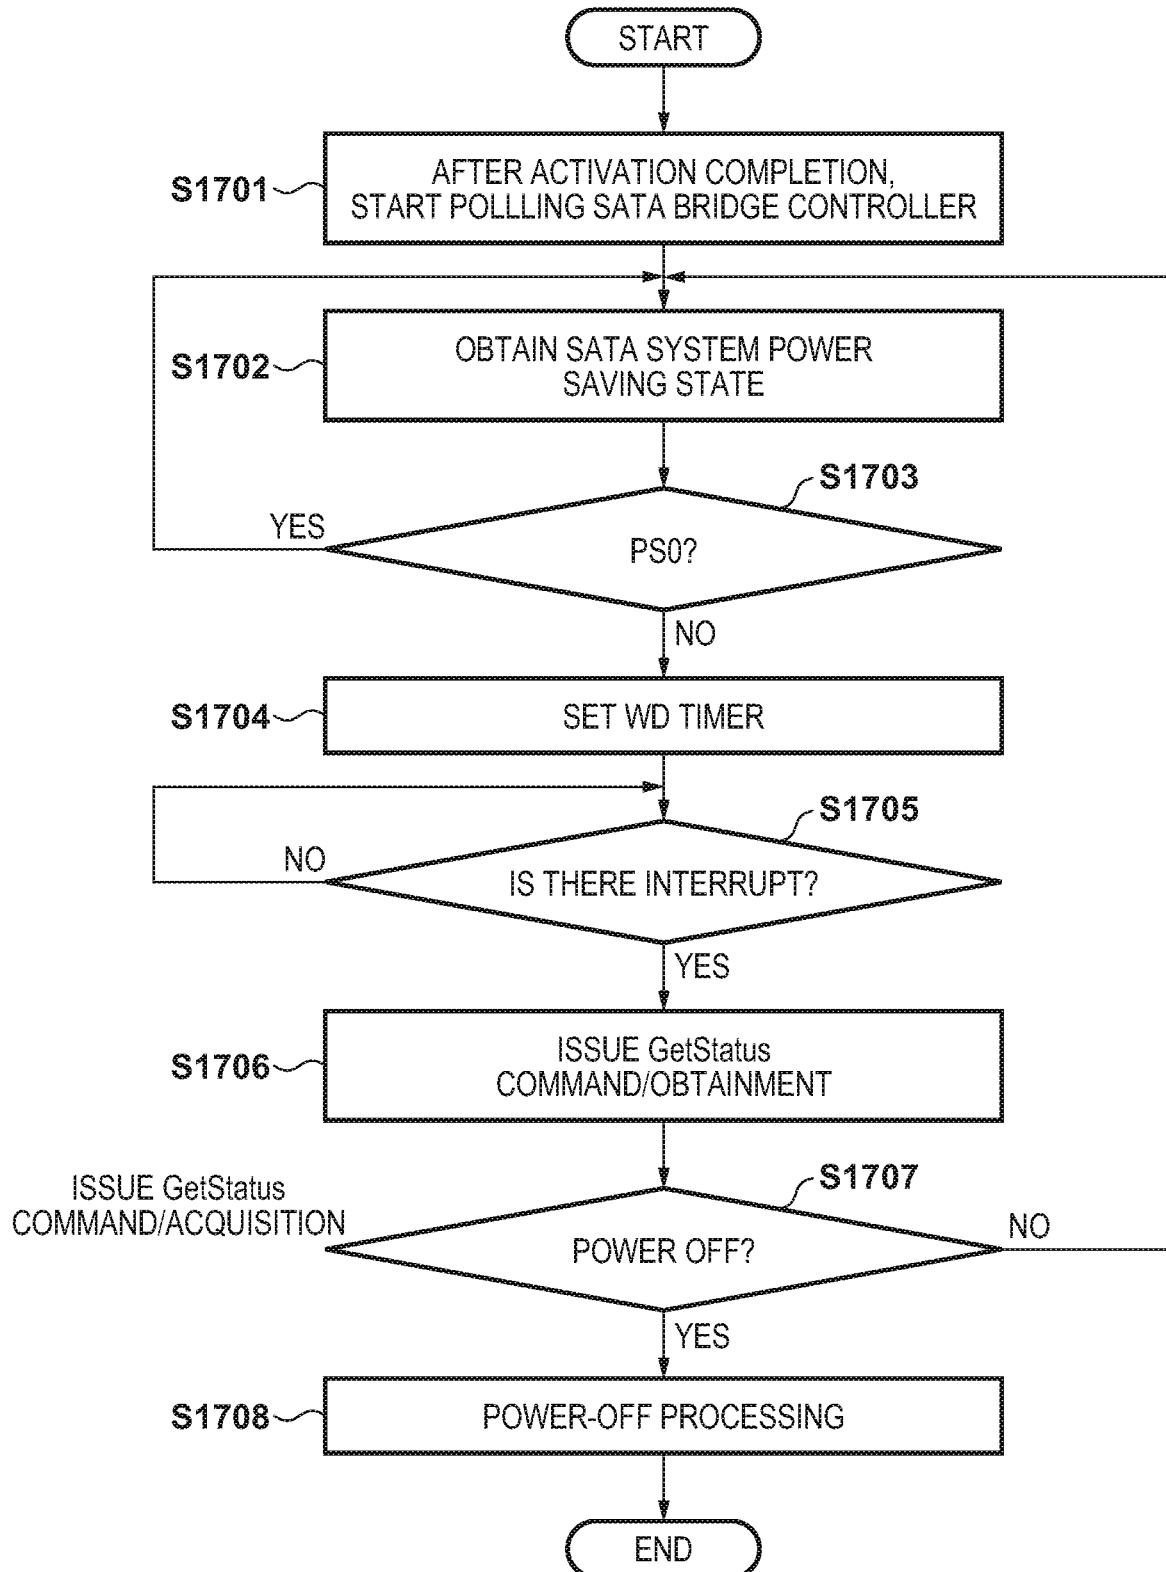 START
S1701
AFTER ACTIVATION COMPLETION,
START POLLLING SATA BRIDGE CONTROLLER
S1702
OBTAIN SATA SYSTEM POWER
SAVING STATE
S1703
YES
PS0?
NO
S1704
SET WD TIMER
S1705
NO
IS THERE INTERRUPT?
YES
S1706
ISSUE GetStatus
COMMAND/OBTAINMENT
S1707
ISSUE GetStatus
COMMAND/ACQUISITION
NO
POWER OFF?
YES
S1708
POWER-OFF PROCESSING
END